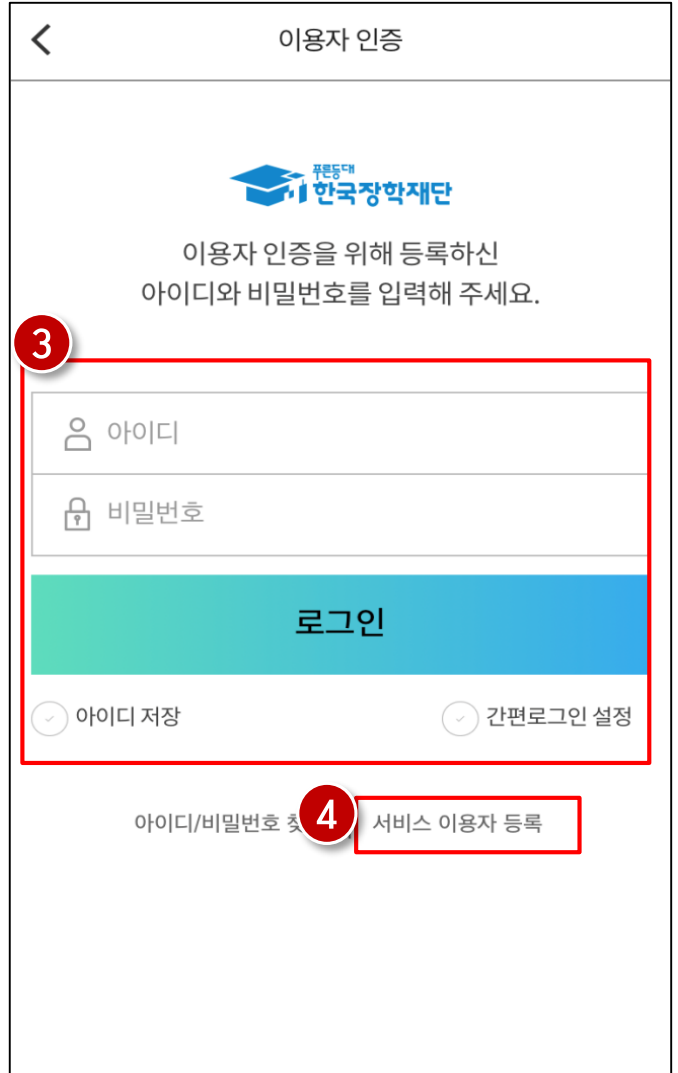 이용자 인증
푸른등대
한국장학재단
이용자 인증을 위해 등록하신
아이디와 비밀번호를 입력해 주세요.
3
아이디
비밀번호
로그인
아이디 저장 간편로그인 설정
아이디/비밀번호 4 서비스 이용자 등록